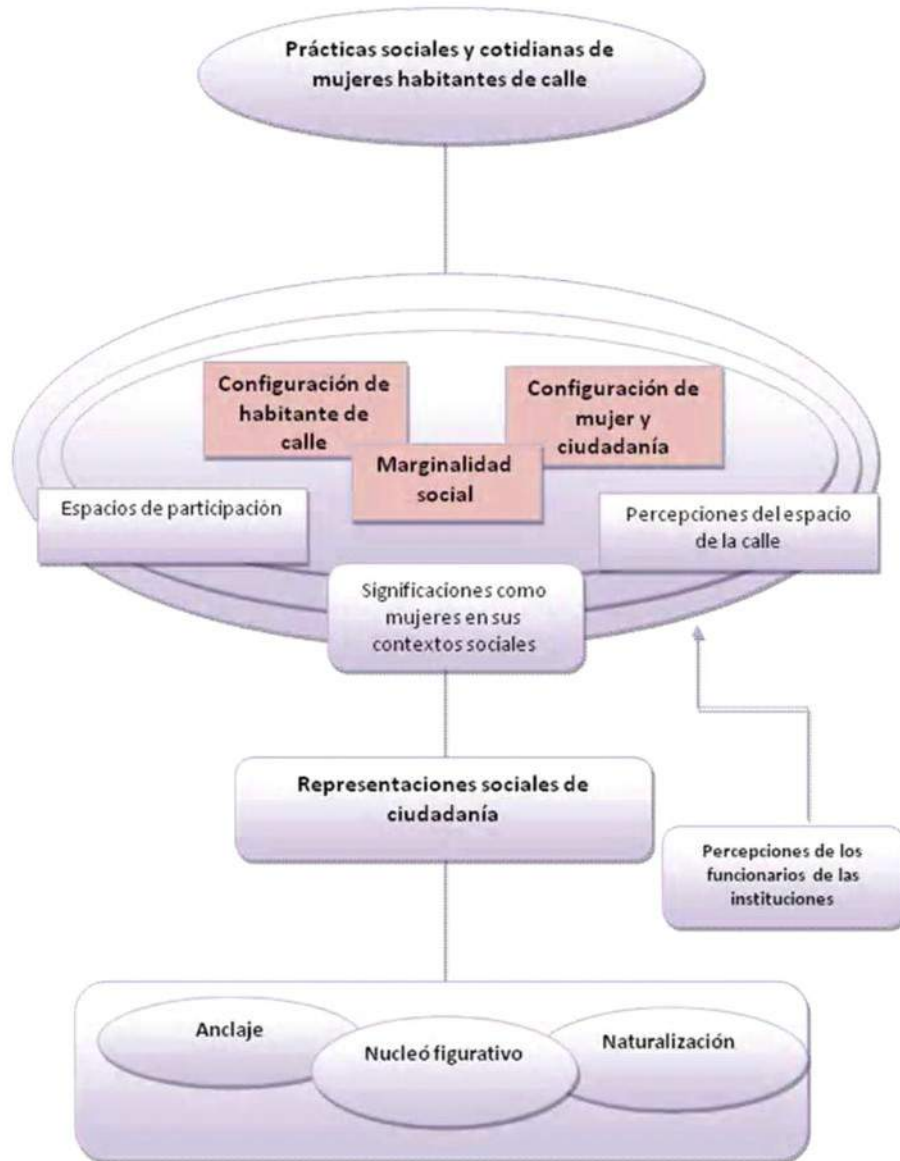 Prácticas sociales y cotidianas de
mujeres habitantes de calle
Configuración de
habitante de
calle
Configuración de
mujer y
ciudadanía
Marginalidad
social
Espacios de participación
Percepciones del espacio
de la calle
Significaciones como
mujeres en sus
contextos sociales
Representaciones sociales de
ciudadanía
Percepciones de los
funcionarios de las
instituciones
Anclaje
Nucleó figurativo
Naturalización